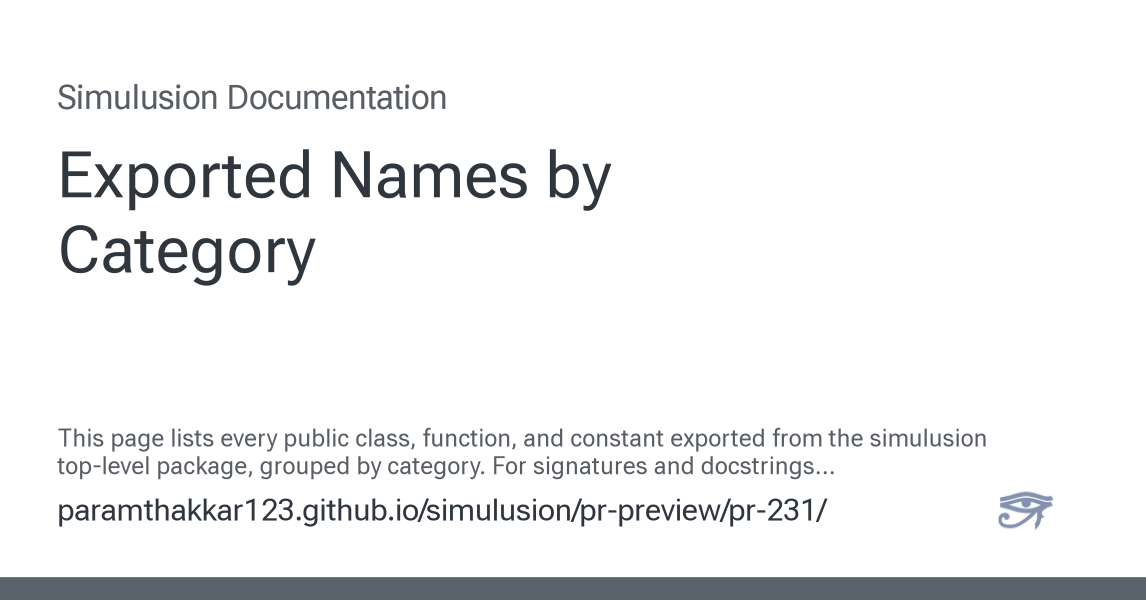 Simulusion Documentation
Exported Names by
Category
This page lists every public class, function, and constant exported from the simulusion
top-level package, grouped by category. For signatures and docstrings...
paramthakkar123.github.io/simulusion/pr-preview/pr-231/